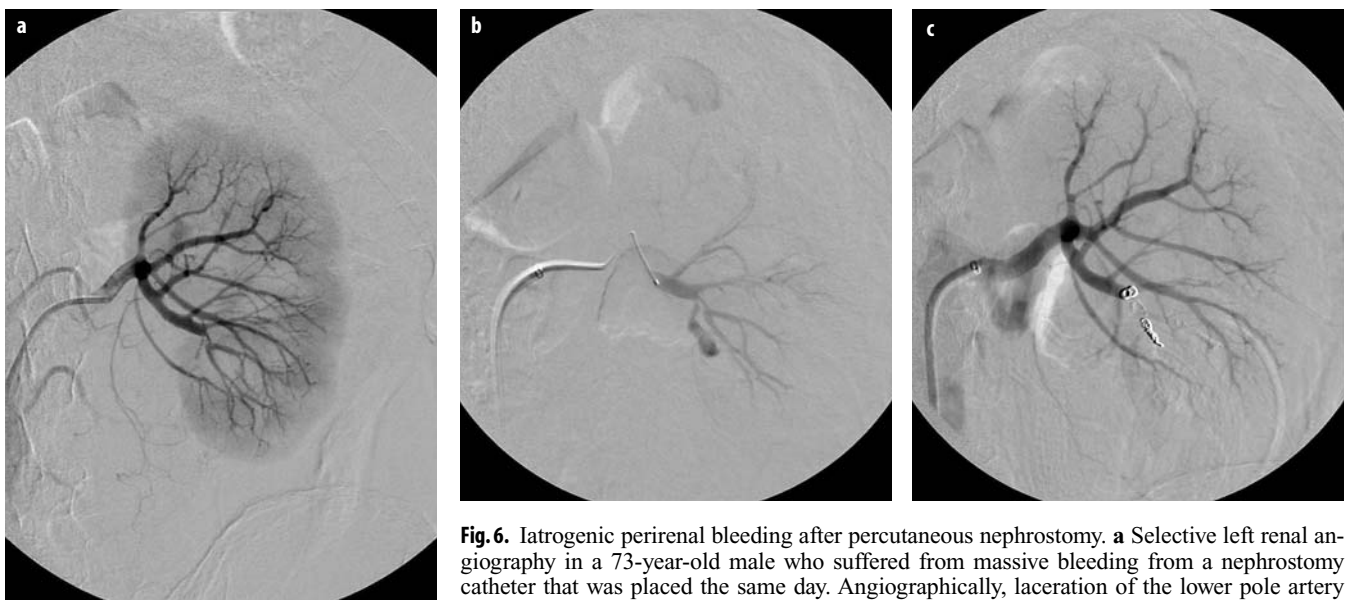 a
b
c
Fig. 6. Iatrogenic perirenal bleeding after percutaneous nephrostomy. a Selective left renal an-
giography in a 73-year-old male who suffered from massive bleeding from a nephrostomy
catheter that was placed the same day. Angiographically, laceration of the lower pole artery